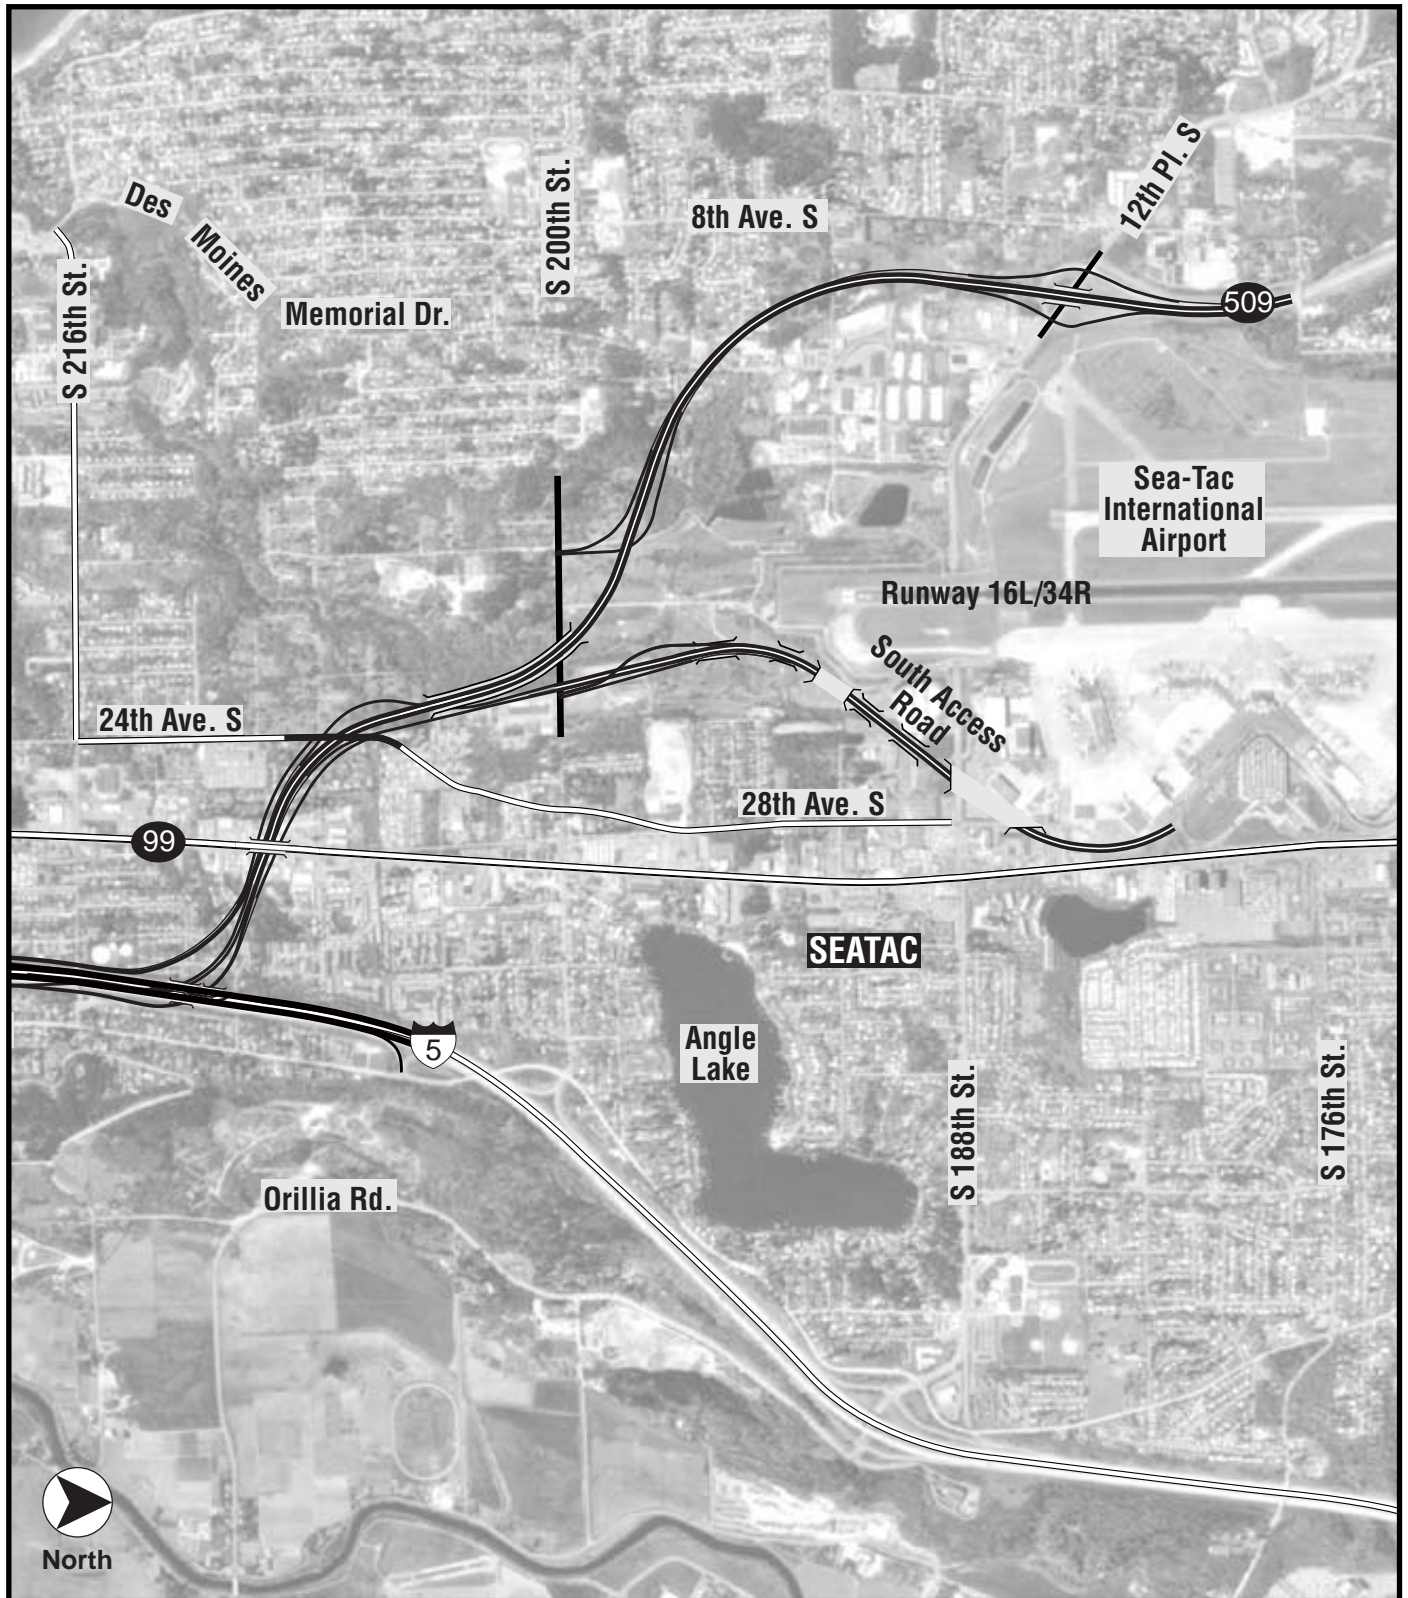 12th Pl. S
S 200th St.
Des
Moines
Memorial Dr.
8th Ave. S
S 216th St.
509
Sea-Tac
International
Airport
Runway 16L/34R
South Access
Road
24th Ave. S
28th Ave. S
99
SEATAC
5
Angle
Lake
S 188th St.
S 176th St.
Orillia Rd.
North